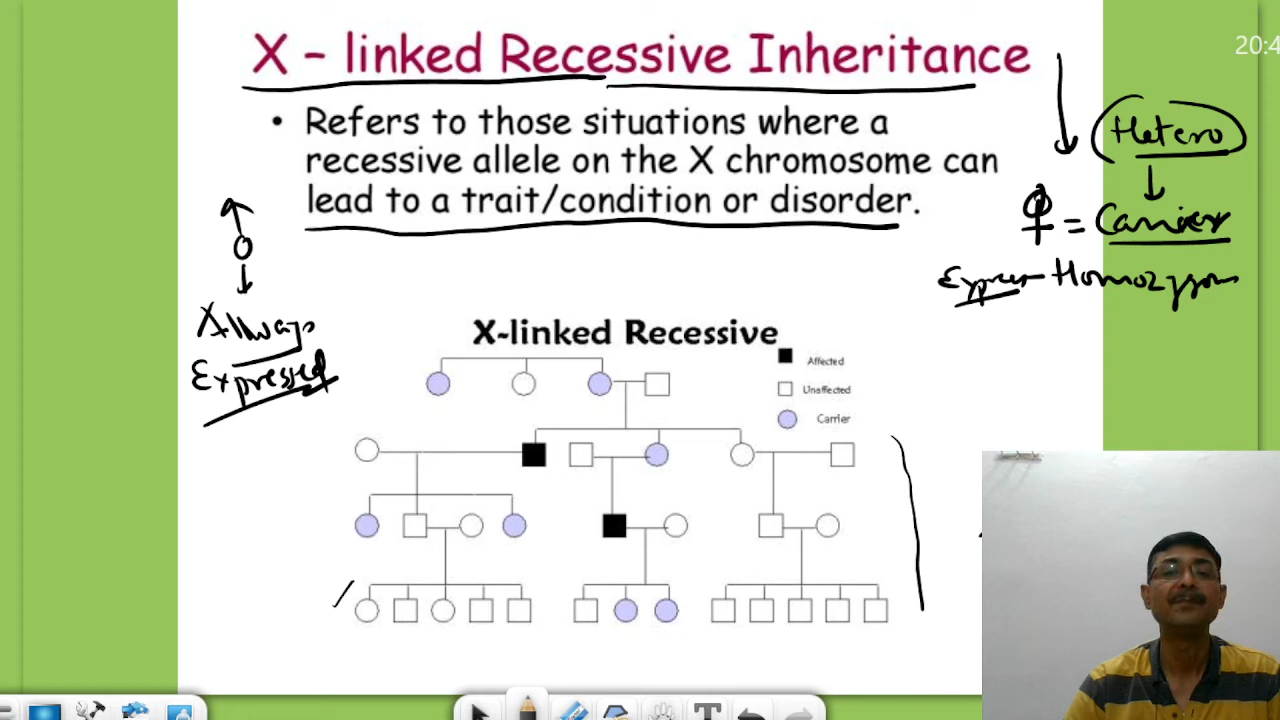 X – linked Recessive Inheritance
20:4
• Refers to those situations where a
recessive allele on the X chromosome can
lead to a trait/condition or disorder.
Hetero
= Carrier
Express Homozygous
Always
Expressed
X-linked Recessive
Affected
Unaffected
Carrier
T